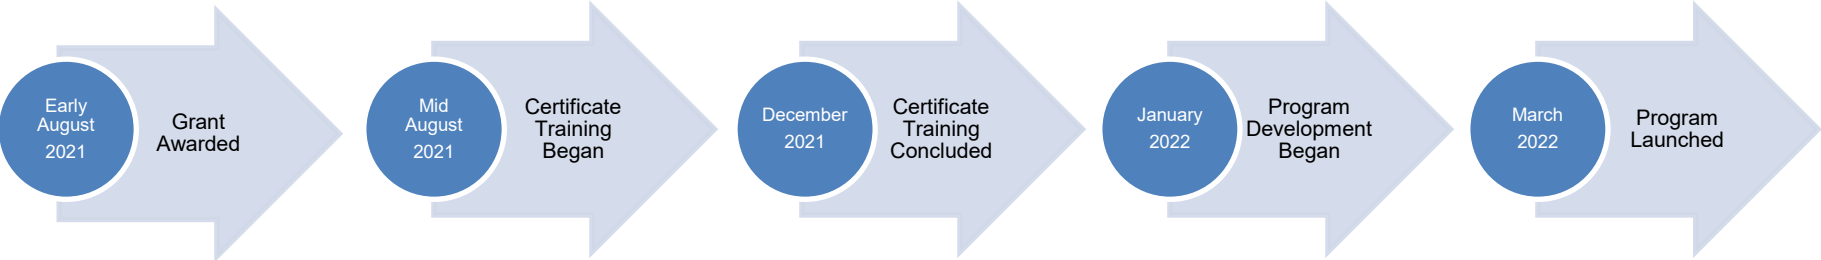 Early
August
2021
Grant
Awarded
Mid
August
2021
Certificate
Training
Began
December
2021
Certificate
Training
Concluded
January
2022
Program
Development
Began
March
2022
Program
Launched